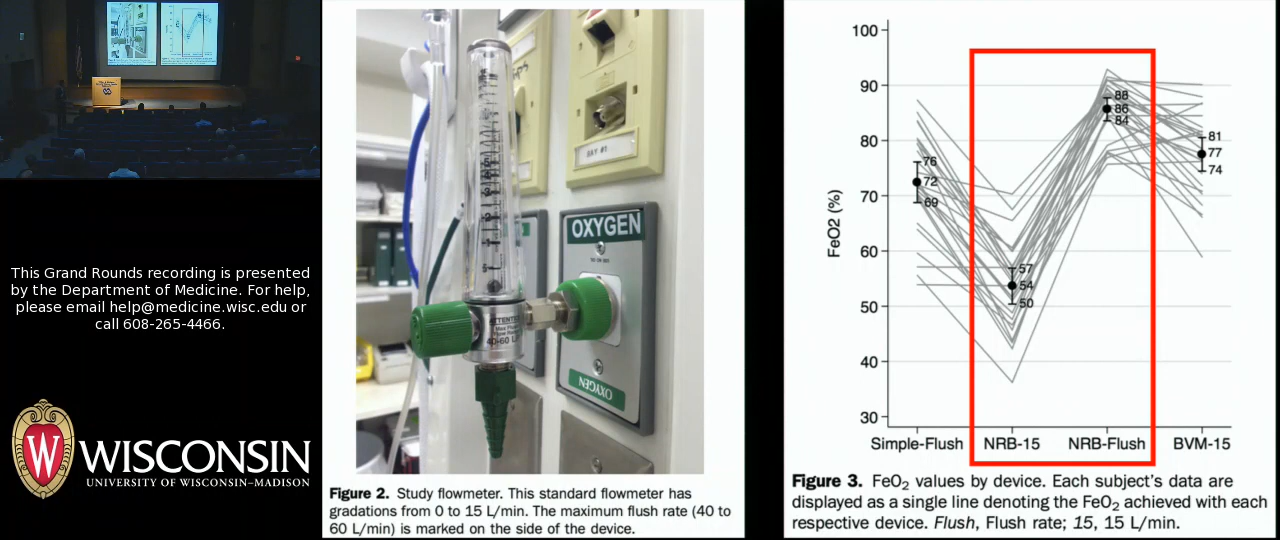 This Grand Rounds recording is presented
by the Department of Medicine. For help,
please email help@medicine.wisc.edu or
call 608-265-4466.
W
WISCONSIN
UNIVERSITY OF WISCONSIN–MADISON
OXYGEN
40-60
OXYGEN
Figure 2. Study flowmeter. This standard flowmeter has
gradations from 0 to 15 L/min. The maximum flush rate (40 to
60 L/min) is marked on the side of the device.
FeO2 (%)
100
90
80
70
60
50
40
30
76
72
69
57
54
50
88
86
84
81
77
74
Simple-Flush
NRB-15
NRB-Flush
BVM-15
Figure 3. FeO2 values by device. Each subject's data are
displayed as a single line denoting the FeO2 achieved with each
respective device. Flush, Flush rate; 15, 15 L/min.